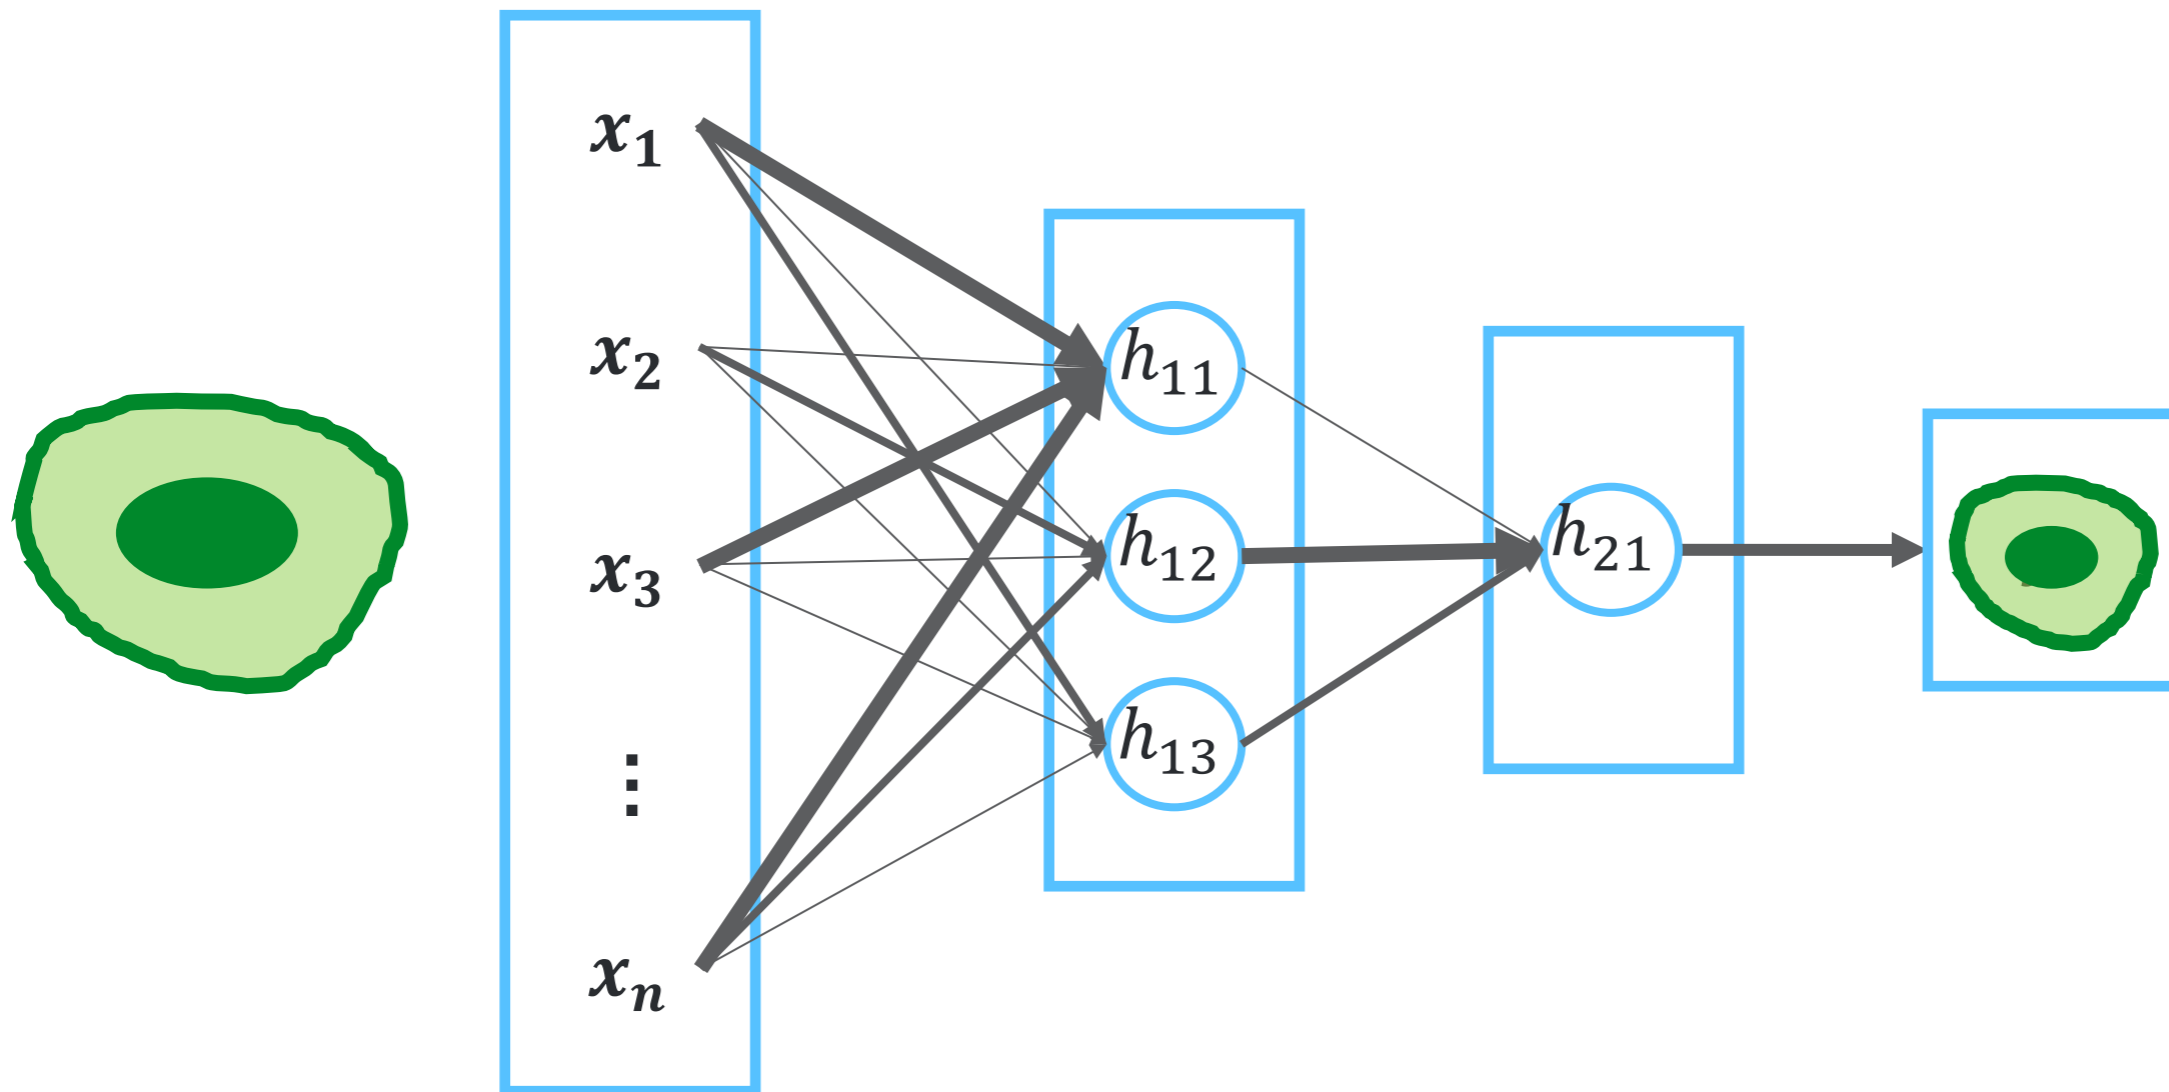 x₁
x₂
x₃
⋮
xₙ
h₁₁
h₁₂
h₁₃
h₂₁